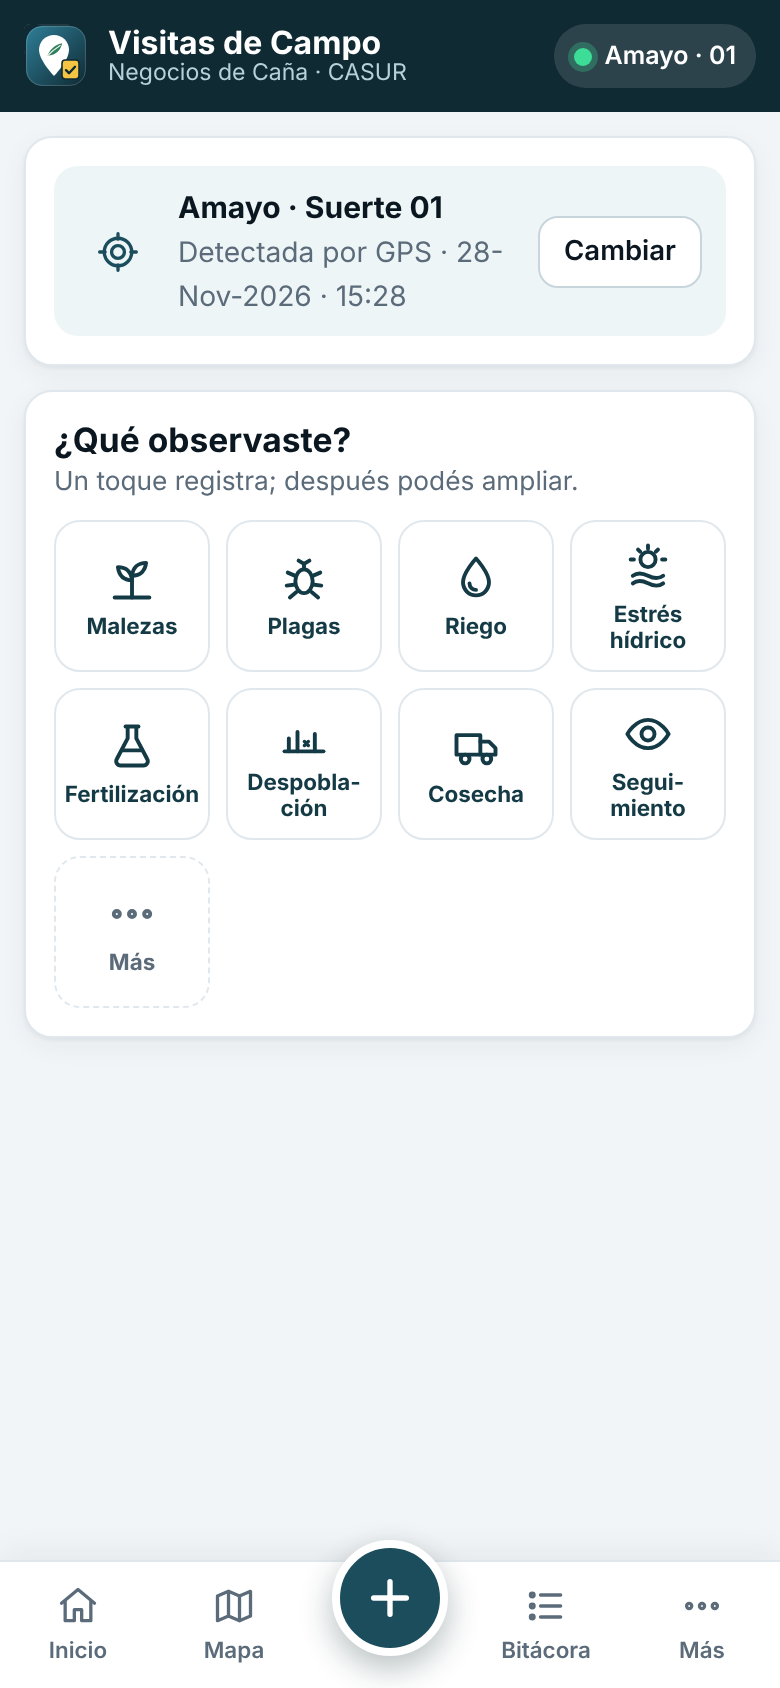 Visitas de Campo
Negocios de Caña · CASUR
Amayo · 01
Amayo · Suerte 01
Detectada por GPS · 28-
Nov-2026 · 15:28
Cambiar
¿Qué observaste?
Un toque registra; después podés ampliar.
Malezas
Plagas
Riego
Estrés
hídrico
Fertilización
Despobla-
ción
Cosecha
Segui-
miento
Más
Inicio
Mapa
Bitácora
Más